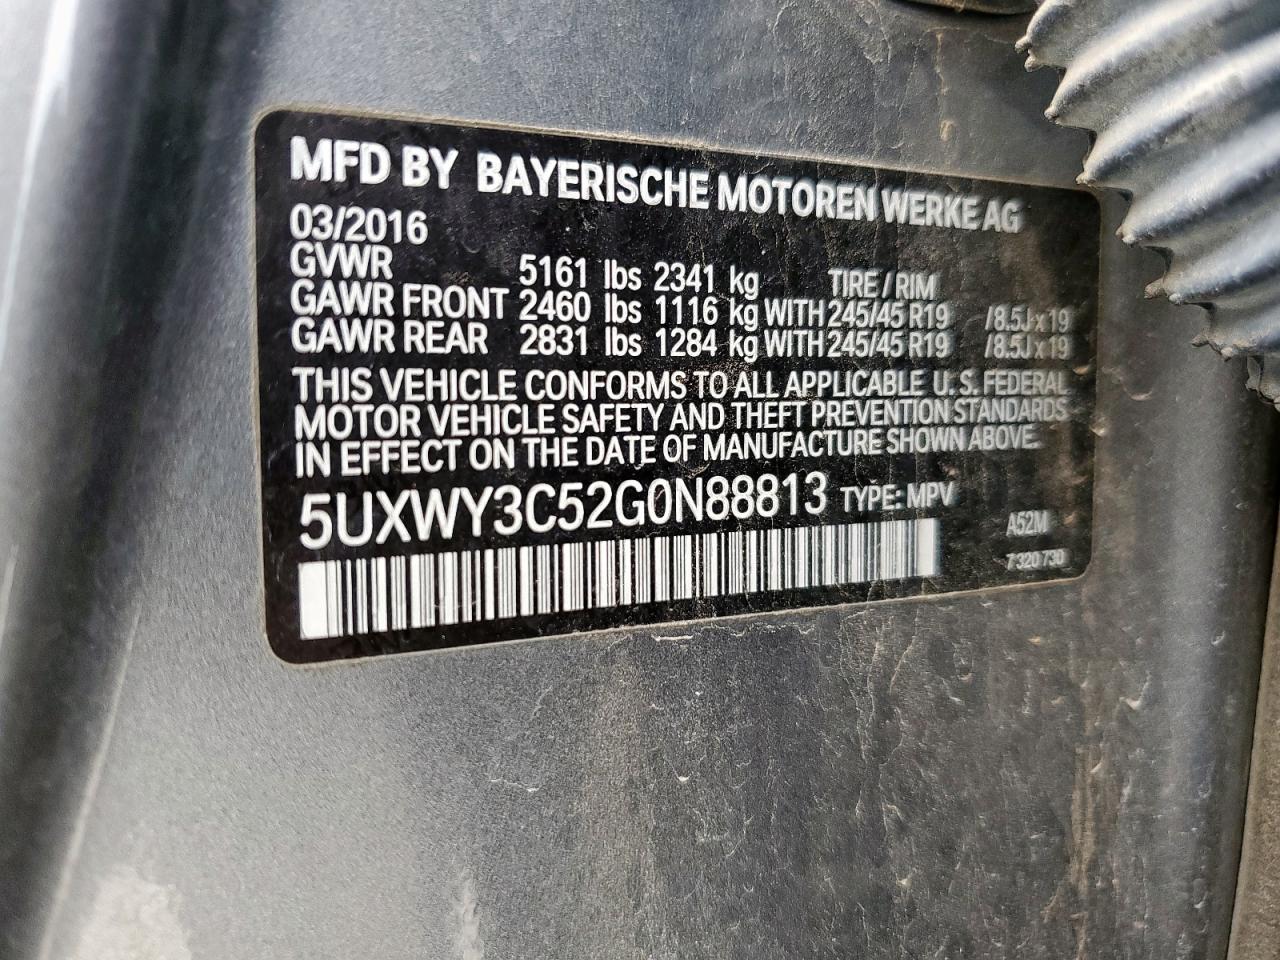 MFD BY BAYERISCHE MOTOREN WERKE AG
03/2016
GVWR 5161 lbs 2341 kg TIRE / RIM
GAWR FRONT 2460 lbs 1116 kg WITH 245/45 R19 /8.5J x 19
GAWR REAR 2831 lbs 1284 kg WITH 245/45 R19 /8.5J x 19
THIS VEHICLE CONFORMS TO ALL APPLICABLE U.S. FEDERAL
MOTOR VEHICLE SAFETY AND THEFT PREVENTION STANDARDS
IN EFFECT ON THE DATE OF MANUFACTURE SHOWN ABOVE.
5UXWY3C52G0N88813 TYPE: MPV
A52M
7 320 730